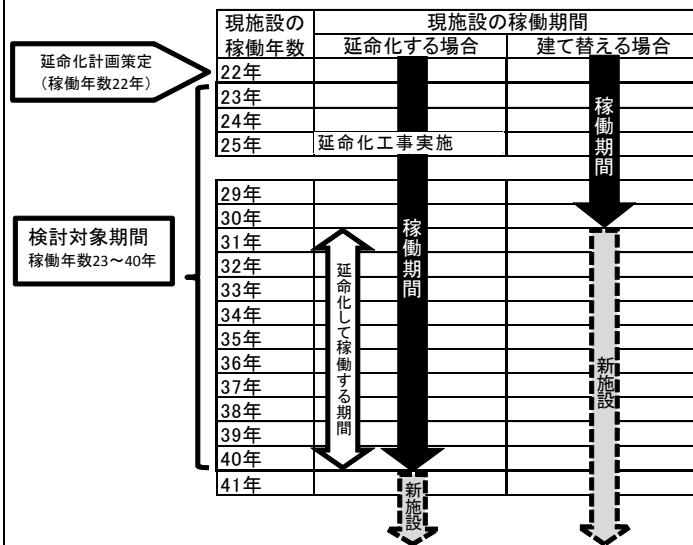 現施設の
稼働年数
現施設の稼働期間
延命化する場合
建て替える場合
延命化計画策定
（稼働年数22年）
22年
23年
24年
25年
延命化工事実施
29年
30年
31年
32年
33年
34年
35年
36年
37年
38年
39年
40年
41年
検討対象期間
稼働年数23～40年
延命化して稼働する期間
稼働期間
新施設
稼働期間
新施設